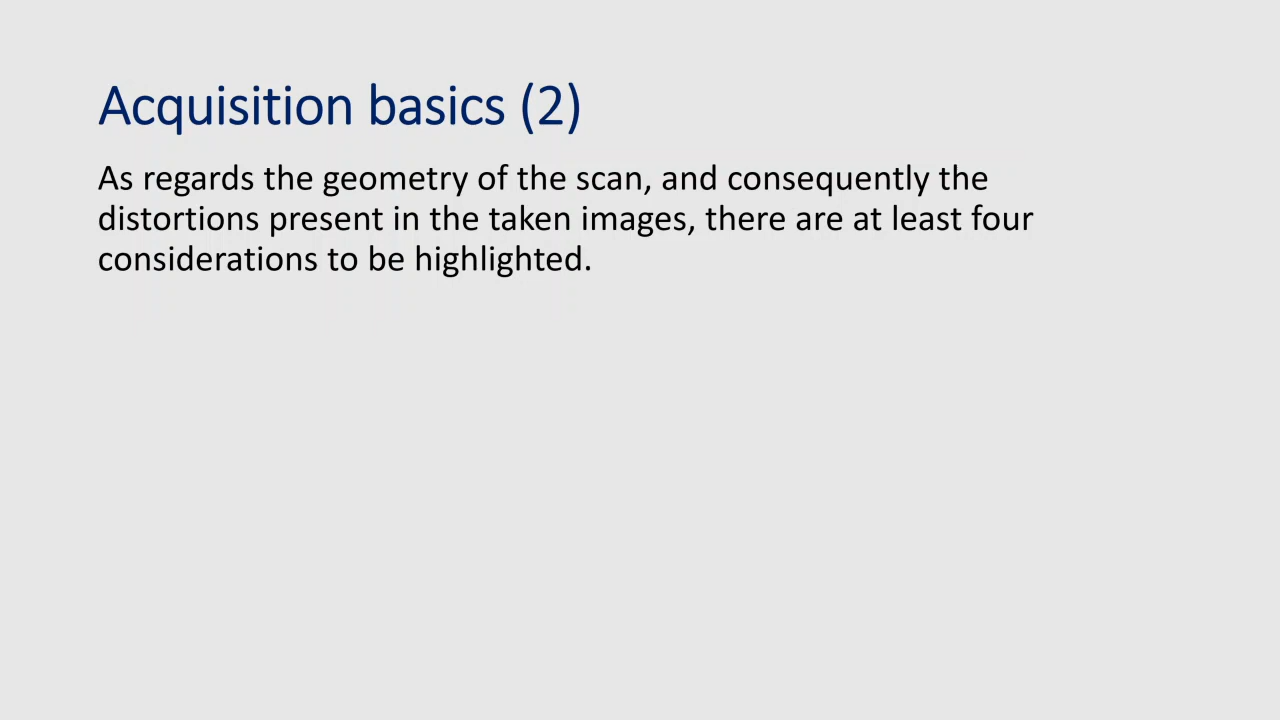 Acquisition basics (2)
As regards the geometry of the scan, and consequently the
distortions present in the taken images, there are at least four
considerations to be highlighted.